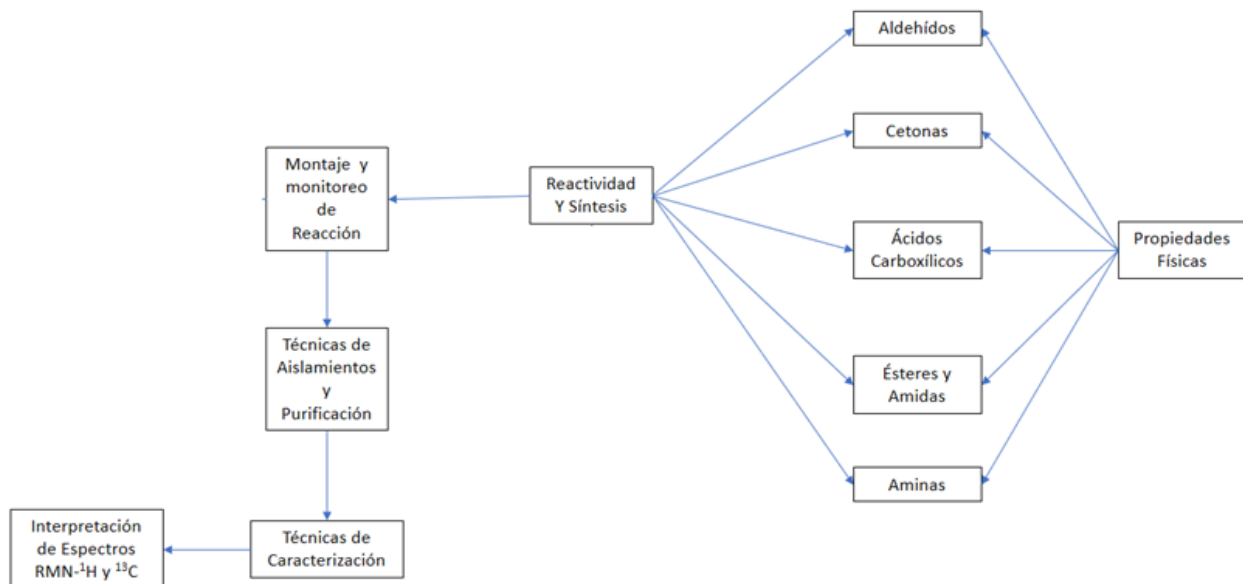 Aldehídos
Cetonas
Montaje y
monitoreo
de
Reacción
Reactividad
Y Síntesis
Ácidos
Carboxílicos
Propiedades
Físicas
Técnicas de
Aislamientos
y
Purificación
Ésteres y
Amidas
Aminas
Interpretación
de Espectros
RMN-¹H y ¹³C
Técnicas de
Caracterización